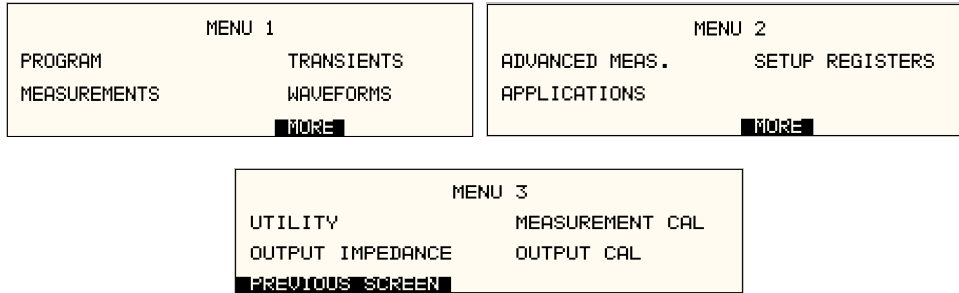 MENU 1
PROGRAM TRANSIENTS
MEASUREMENTS WAVEFORMS
MORE
MENU 2
ADVANCED MEAS. SETUP REGISTERS
APPLICATIONS
MORE
MENU 3
UTILITY MEASUREMENT CAL
OUTPUT IMPEDANCE OUTPUT CAL
PREVIOUS SCREEN